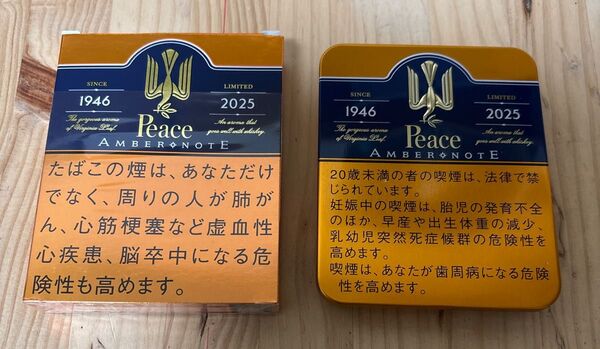 SINCE
1946
The gorgeous aroma
of Virginia Leaf.
LIMITED
2025
An aroma that
goes well with whiskey.
Peace
AMBER NOTE
たばこの煙は、あなただけ
でなく、周りの人が肺が
ん、心筋梗塞など虚血性
心疾患、脳卒中になる危
険性も高めます。
SINCE
1946
The gorgeous aroma
of Virginia Leaf.
LIMITED
2025
An aroma that
goes well with whiskey.
Peace
AMBER NOTE
20歳未満の者の喫煙は、法律で禁
じられています。
妊娠中の喫煙は、胎児の発育不全
のほか、早産や出生体重の減少、
乳幼児突然死症候群の危険性を
高めます。
喫煙は、あなたが歯周病になる危険
性を高めます。